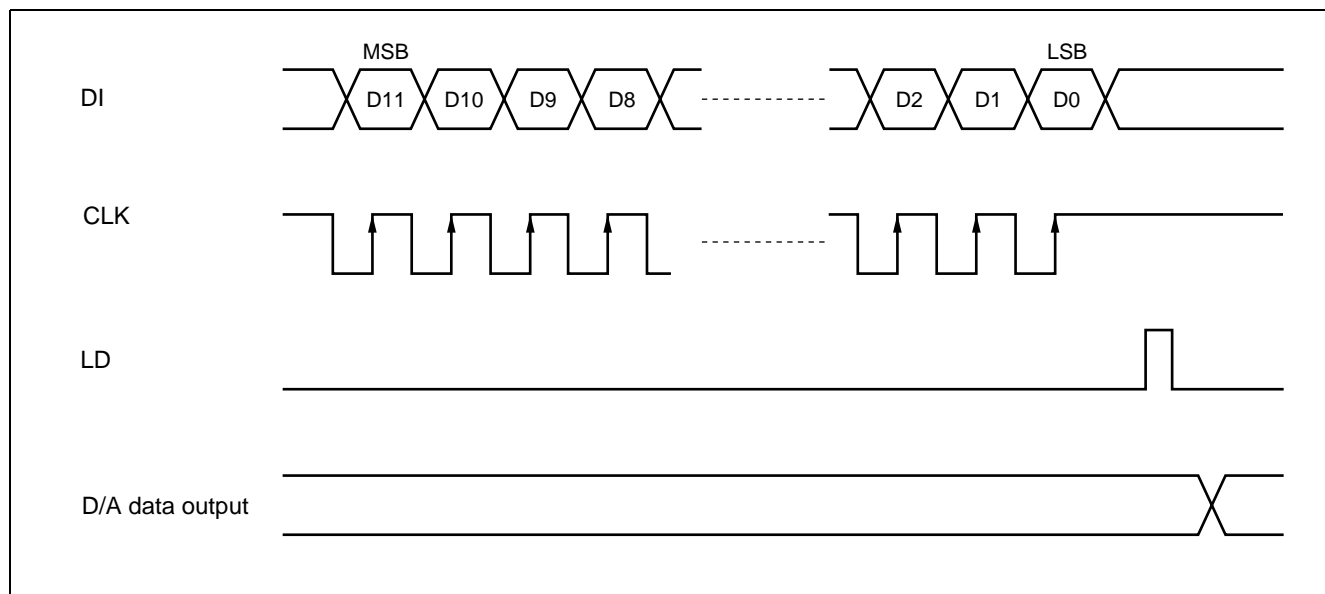 MSB
LSB
DI
D11
D10
D9
D8
D2
D1
D0
CLK
LD
D/A data output